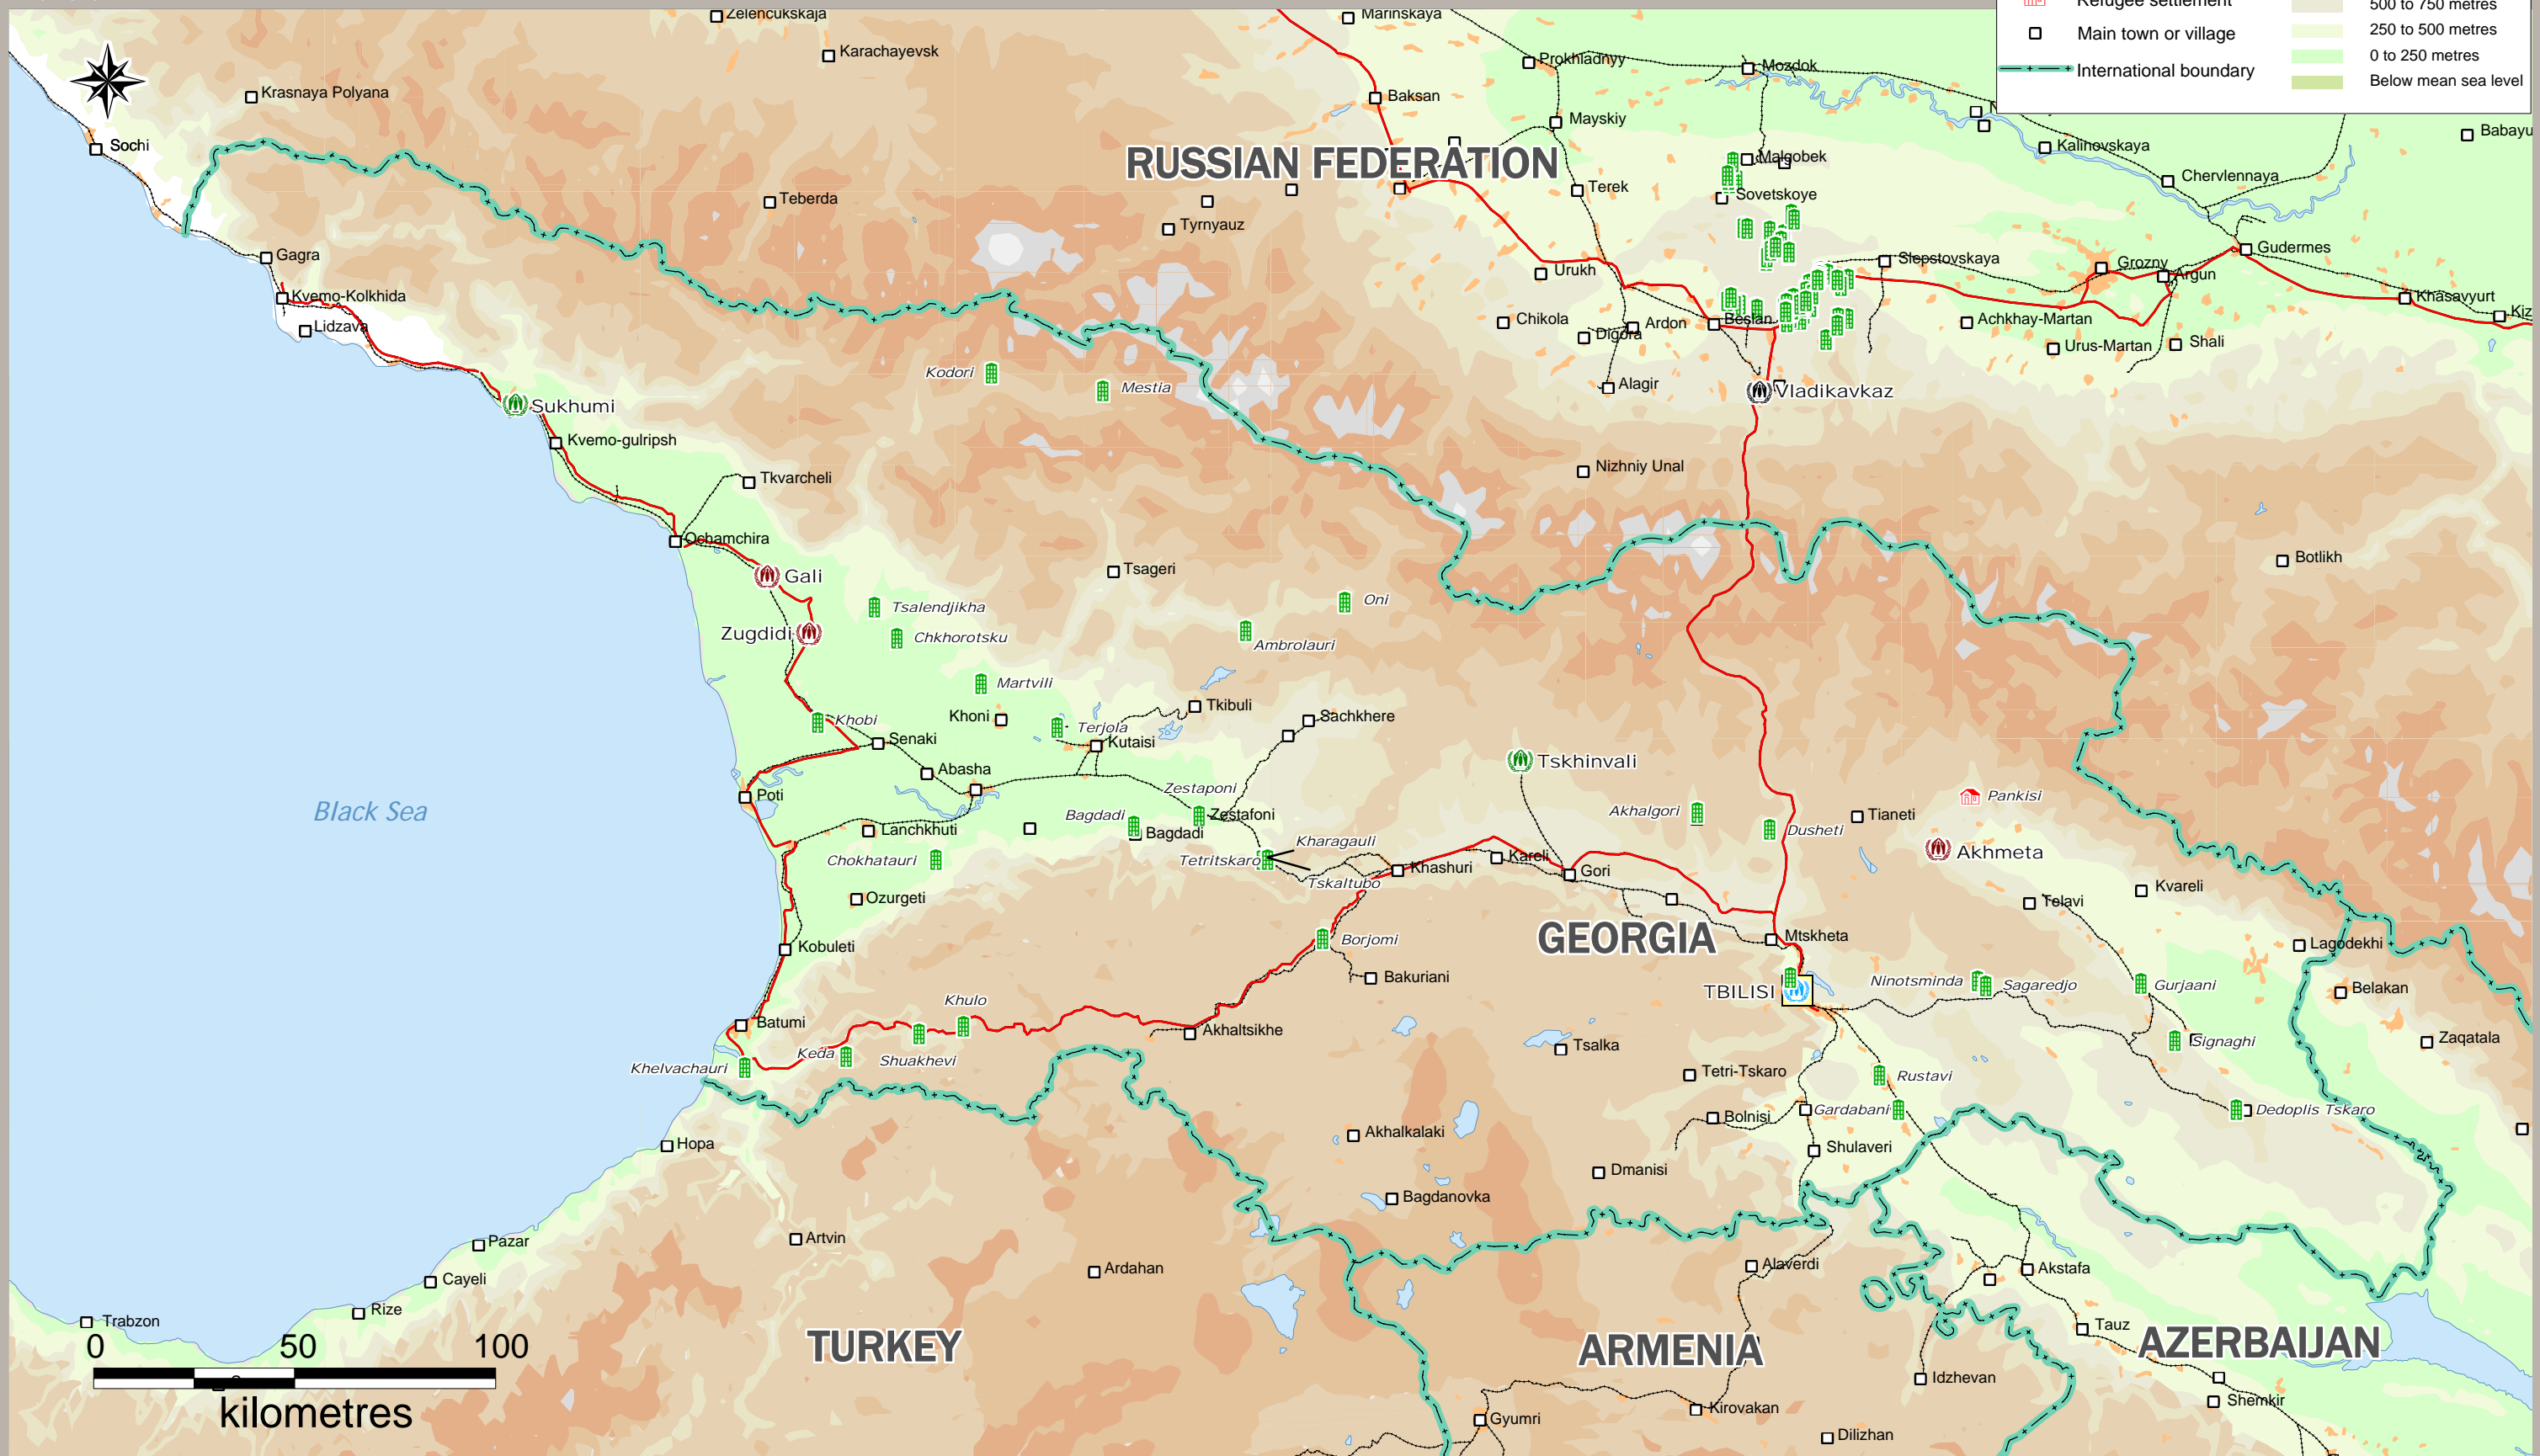 Zelencukskaja
Marinskaya
Refugee settlement
500 to 750 metres
Main town or village
250 to 500 metres
0 to 250 metres
International boundary
Below mean sea level
Karachayevsk
Prokhladnyy
Mozdok
Krasnaya Polyana
Baksan
Mayskiy
Babayu
Sochi
RUSSIAN FEDERATION
Malgobek
Kalinovskaya
Teberda
Terek
Sovetskoye
Chervlennaya
Tyrnyauz
Gagra
Urukh
Slepstovskaya
Grozny
Gudermes
Argun
Kvemo-Kolkhida
Khasavyurt
Lidzava
Chikola
Ardon
Beslan
Achkhay-Martan
Kiz
Digora
Urus-Martan
Shali
Kodori
Mestia
Alagir
Vladikavkaz
Sukhumi
Kvemo-gulripsh
Tkvarcheli
Nizhniy Unal
Ochamchira
Botlikh
Gali
Tsageri
Tsalendjikha
Oni
Zugdidi
Chkhorotsku
Ambrolauri
Martvili
Khobi
Khoni
Terjola
Tkibuli
Sachkhere
Senaki
Kutaisi
Abasha
Tskhinvali
Poti
Zestaponi
Pankisi
Black Sea
Bagdadi
Zestafoni
Akhalgori
Tianeti
Lanchkhuti
Bagdadi
Dusheti
Kharagauli
Chokhatauri
Tetritskaro
Kareli
Akhmeta
Khashuri
Gori
Tskaltubo
Ozurgeti
Kvareli
Telavi
GEORGIA
Borjomi
Mtskheta
Kobuleti
Lagodekhi
Bakuriani
Ninotsminda
Sagaredjo
Gurjaani
TBILISI
Belakan
Khulo
Batumi
Akhaltsikhe
Zaqatala
Keda
Shuakhevi
Tsalka
Signaghi
Khelvachauri
Tetri-Tskaro
Rustavi
Bolnisi
Gardabani
Dedoplis Tskaro
Hopa
Akhalkalaki
Shulaveri
Dmanisi
Bagdanovka
Artvin
Pazar
Ardahan
Alaverdi
Akstafa
Cayeli
Rize
Trabzon
Tauz
0 50 100
TURKEY
ARMENIA
AZERBAIJAN
Idzhevan
kilometres
Shemkir
Gyumri
Kirovakan
Dilizhan